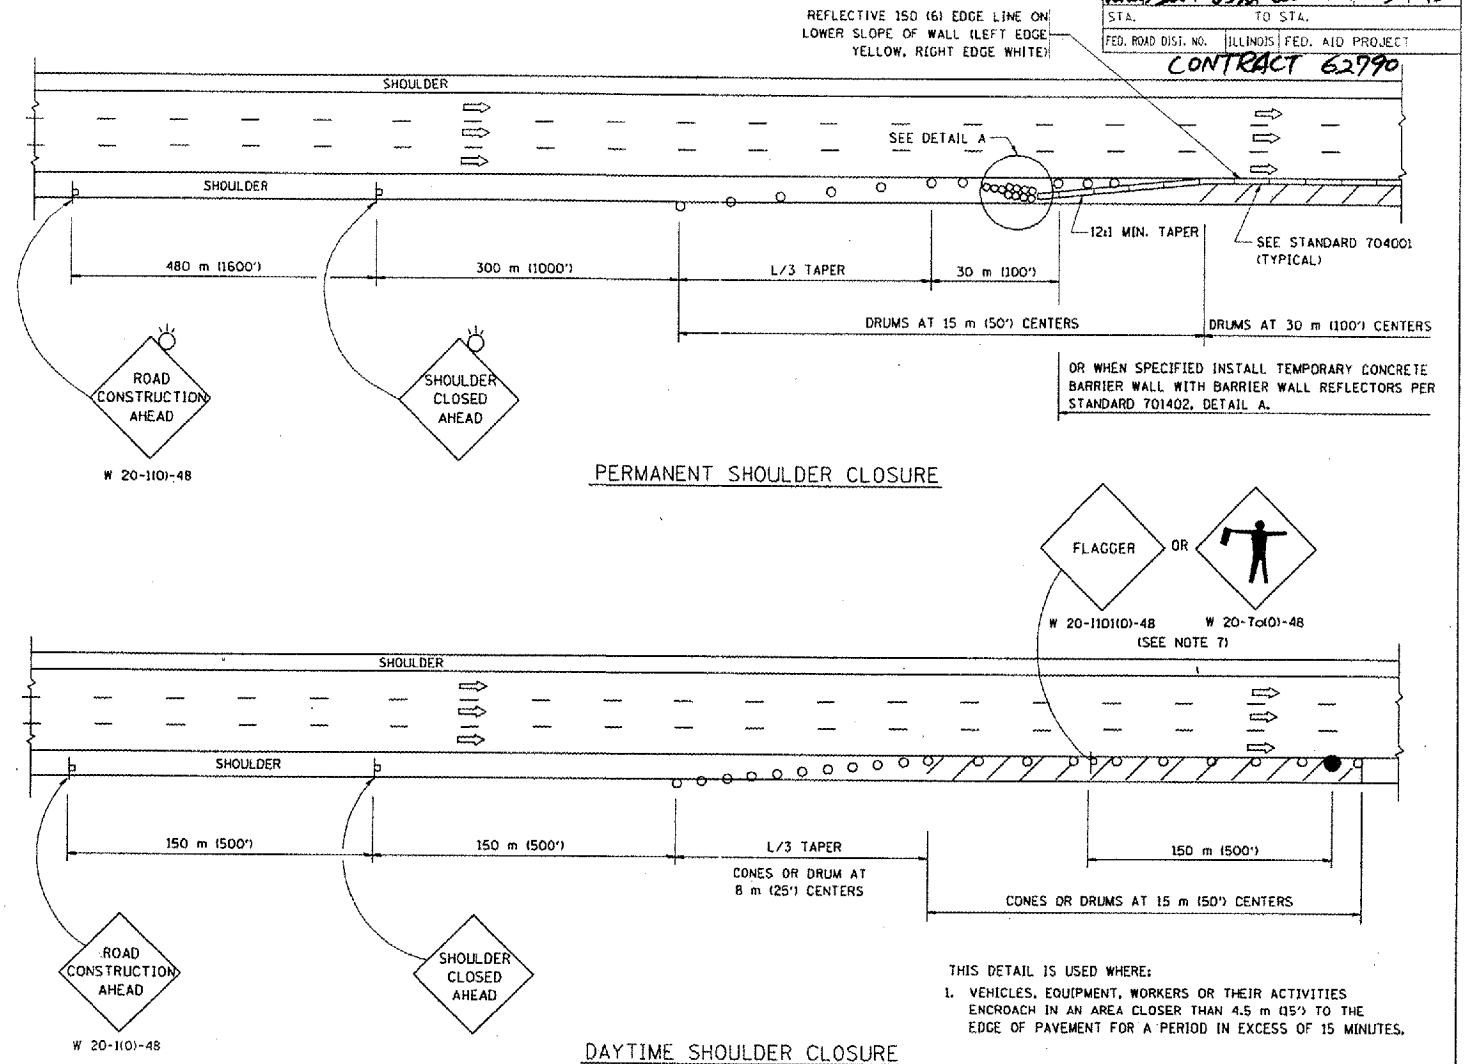 REFLECTIVE 150 (6) EDGE LINE ON
LOWER SLOPE OF WALL (LEFT EDGE
YELLOW, RIGHT EDGE WHITE)
STA. TO STA.
FED. ROAD DIST. NO. ILLINOIS FED. AID PROJECT
CONTRACT 62790
SHOULDER
SEE DETAIL A
SHOULDER
12:1 MIN. TAPER
SEE STANDARD 704001
(TYPICAL)
480 m (1600')
300 m (1000')
L/3 TAPER
30 m (100')
DRUMS AT 15 m (50') CENTERS
DRUMS AT 30 m (100') CENTERS
OR WHEN SPECIFIED INSTALL TEMPORARY CONCRETE
BARRIER WALL WITH BARRIER WALL REFLECTORS PER
STANDARD 701402, DETAIL A.
ROAD
CONSTRUCTION
AHEAD
W 20-1(O)-48
SHOULDER
CLOSED
AHEAD
PERMANENT SHOULDER CLOSURE
FLAGGER
OR
W 20-1101(O)-48
W 20-7a(O)-48
(SEE NOTE 7)
SHOULDER
SHOULDER
150 m (500')
150 m (500')
L/3 TAPER
CONES OR DRUM AT
8 m (25') CENTERS
150 m (500')
CONES OR DRUMS AT 15 m (50') CENTERS
ROAD
CONSTRUCTION
AHEAD
W 20-1(O)-48
SHOULDER
CLOSED
AHEAD
THIS DETAIL IS USED WHERE:
1. VEHICLES, EQUIPMENT, WORKERS OR THEIR ACTIVITIES
ENCROACH IN AN AREA CLOSER THAN 4.5 m (15') TO THE
EDGE OF PAVEMENT FOR A PERIOD IN EXCESS OF 15 MINUTES.
DAYTIME SHOULDER CLOSURE